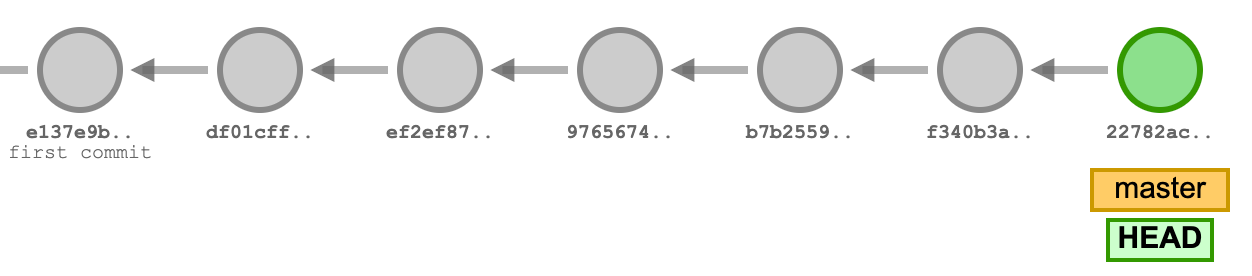 e137e9b.. df01cff.. ef2ef87.. 9765674.. b7b2559.. f340b3a.. 22782ac..
first commit
master
HEAD